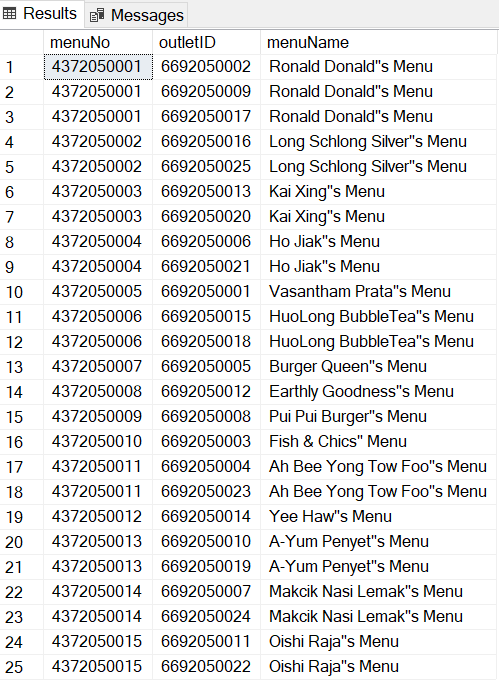 Results Messages
menuNo outletID menuName
1 4372050001 6692050002 Ronald Donald"s Menu
2 4372050001 6692050009 Ronald Donald"s Menu
3 4372050001 6692050017 Ronald Donald"s Menu
4 4372050002 6692050016 Long Schlong Silver"s Menu
5 4372050002 6692050025 Long Schlong Silver"s Menu
6 4372050003 6692050013 Kai Xing"s Menu
7 4372050003 6692050020 Kai Xing"s Menu
8 4372050004 6692050006 Ho Jiak"s Menu
9 4372050004 6692050021 Ho Jiak"s Menu
10 4372050005 6692050001 Vasantham Prata"s Menu
11 4372050006 6692050015 HuoLong BubbleTea"s Menu
12 4372050006 6692050018 HuoLong BubbleTea"s Menu
13 4372050007 6692050005 Burger Queen"s Menu
14 4372050008 6692050012 Earthly Goodness"s Menu
15 4372050009 6692050008 Pui Pui Burger"s Menu
16 4372050010 6692050003 Fish & Chics" Menu
17 4372050011 6692050004 Ah Bee Yong Tow Foo"s Menu
18 4372050011 6692050023 Ah Bee Yong Tow Foo"s Menu
19 4372050012 6692050014 Yee Haw"s Menu
20 4372050013 6692050010 A-Yum Penyet"s Menu
21 4372050013 6692050019 A-Yum Penyet"s Menu
22 4372050014 6692050007 Makcik Nasi Lemak"s Menu
23 4372050014 6692050024 Makcik Nasi Lemak"s Menu
24 4372050015 6692050011 Oishi Raja"s Menu
25 4372050015 6692050022 Oishi Raja"s Menu